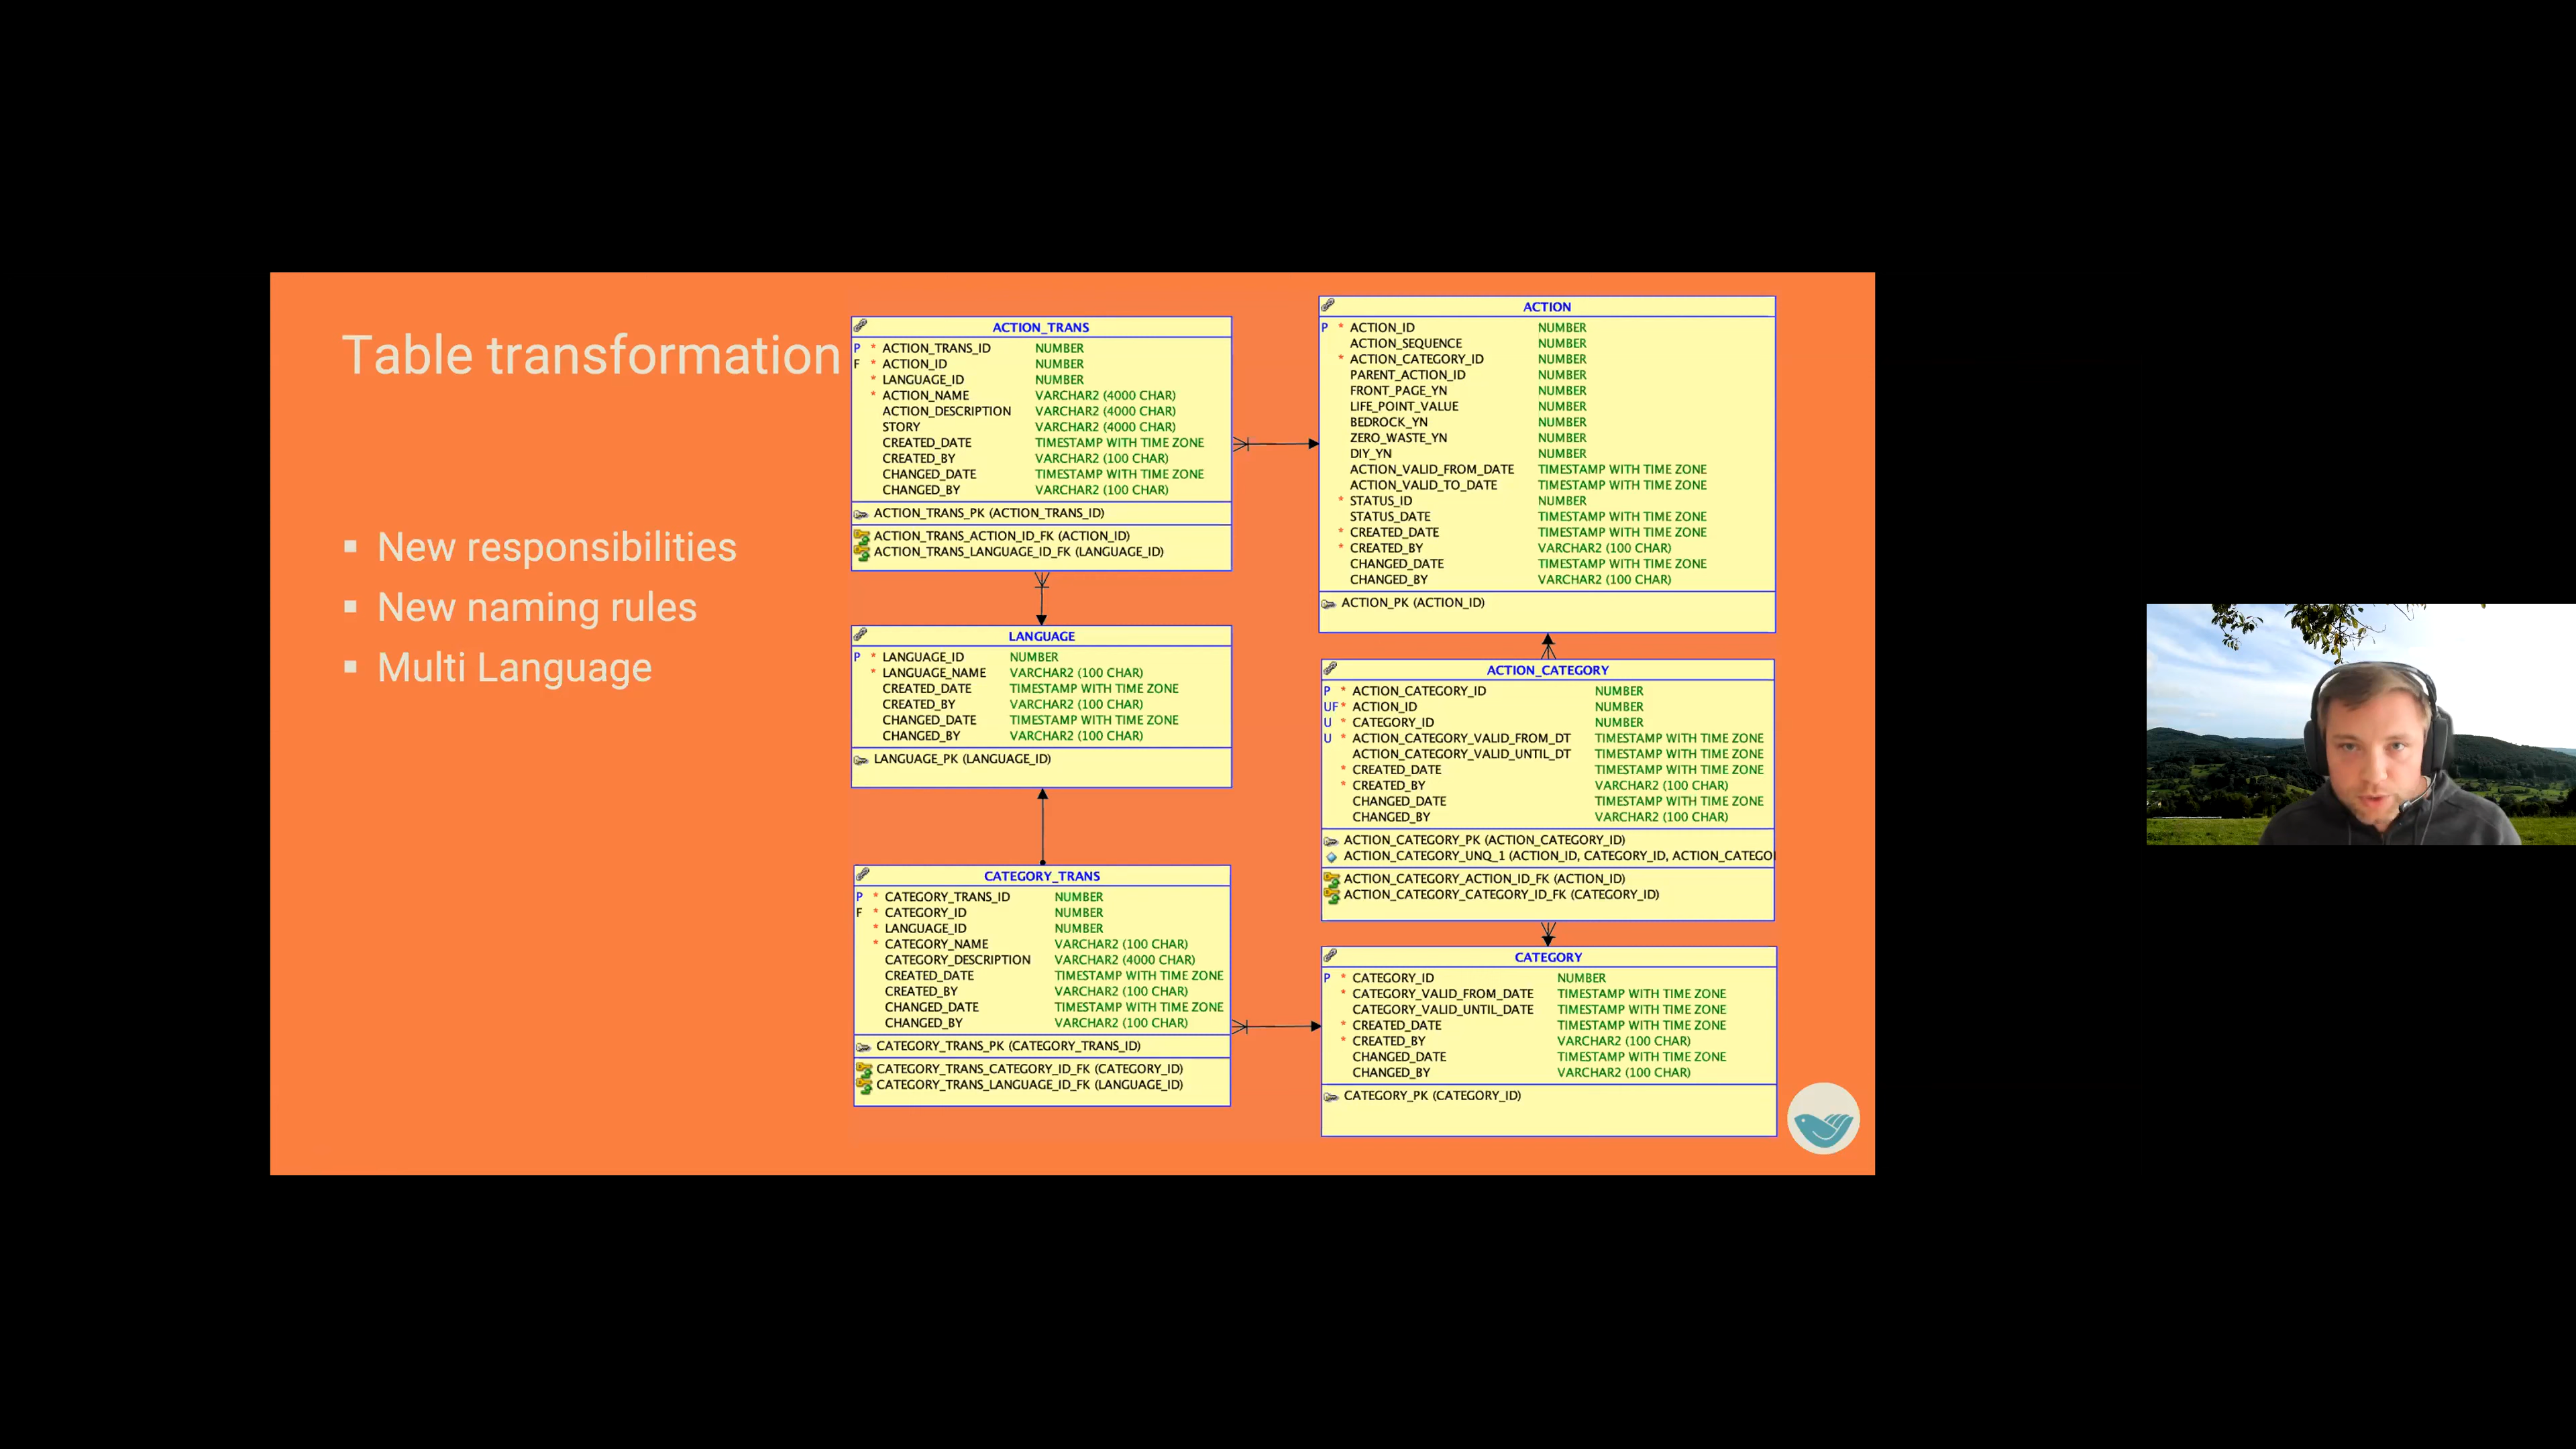 Table transformation
▪ New responsibilities
▪ New naming rules
▪ Multi Language
ACTION_TRANS
P * ACTION_TRANS_ID NUMBER
F * ACTION_ID NUMBER
* LANGUAGE_ID NUMBER
* ACTION_NAME VARCHAR2 (4000 CHAR)
ACTION_DESCRIPTION VARCHAR2 (4000 CHAR)
STORY VARCHAR2 (4000 CHAR)
CREATED_DATE TIMESTAMP WITH TIME ZONE
CREATED_BY VARCHAR2 (100 CHAR)
CHANGED_DATE TIMESTAMP WITH TIME ZONE
CHANGED_BY VARCHAR2 (100 CHAR)
ACTION_TRANS_PK (ACTION_TRANS_ID)
ACTION_TRANS_ACTION_ID_FK (ACTION_ID)
ACTION_TRANS_LANGUAGE_ID_FK (LANGUAGE_ID)
LANGUAGE
P * LANGUAGE_ID NUMBER
* LANGUAGE_NAME VARCHAR2 (100 CHAR)
CREATED_DATE TIMESTAMP WITH TIME ZONE
CREATED_BY VARCHAR2 (100 CHAR)
CHANGED_DATE TIMESTAMP WITH TIME ZONE
CHANGED_BY VARCHAR2 (100 CHAR)
LANGUAGE_PK (LANGUAGE_ID)
CATEGORY_TRANS
P * CATEGORY_TRANS_ID NUMBER
F * CATEGORY_ID NUMBER
* LANGUAGE_ID NUMBER
* CATEGORY_NAME VARCHAR2 (100 CHAR)
CATEGORY_DESCRIPTION VARCHAR2 (4000 CHAR)
CREATED_DATE TIMESTAMP WITH TIME ZONE
CREATED_BY VARCHAR2 (100 CHAR)
CHANGED_DATE TIMESTAMP WITH TIME ZONE
CHANGED_BY VARCHAR2 (100 CHAR)
CATEGORY_TRANS_PK (CATEGORY_TRANS_ID)
CATEGORY_TRANS_CATEGORY_ID_FK (CATEGORY_ID)
CATEGORY_TRANS_LANGUAGE_ID_FK (LANGUAGE_ID)
ACTION
P * ACTION_ID NUMBER
ACTION_SEQUENCE NUMBER
* ACTION_CATEGORY_ID NUMBER
PARENT_ACTION_ID NUMBER
FRONT_PAGE_YN NUMBER
LIFE_POINT_VALUE NUMBER
BEDROCK_YN NUMBER
ZERO_WASTE_YN NUMBER
DIY_YN NUMBER
ACTION_VALID_FROM_DATE TIMESTAMP WITH TIME ZONE
ACTION_VALID_TO_DATE TIMESTAMP WITH TIME ZONE
* STATUS_ID NUMBER
STATUS_DATE TIMESTAMP WITH TIME ZONE
* CREATED_DATE TIMESTAMP WITH TIME ZONE
* CREATED_BY VARCHAR2 (100 CHAR)
CHANGED_DATE TIMESTAMP WITH TIME ZONE
CHANGED_BY VARCHAR2 (100 CHAR)
ACTION_PK (ACTION_ID)
ACTION_CATEGORY
P * ACTION_CATEGORY_ID NUMBER
UF * ACTION_ID NUMBER
U * CATEGORY_ID NUMBER
U * ACTION_CATEGORY_VALID_FROM_DT TIMESTAMP WITH TIME ZONE
ACTION_CATEGORY_VALID_UNTIL_DT TIMESTAMP WITH TIME ZONE
* CREATED_DATE TIMESTAMP WITH TIME ZONE
* CREATED_BY VARCHAR2 (100 CHAR)
CHANGED_DATE TIMESTAMP WITH TIME ZONE
CHANGED_BY VARCHAR2 (100 CHAR)
ACTION_CATEGORY_PK (ACTION_CATEGORY_ID)
ACTION_CATEGORY_UNQ_1 (ACTION_ID, CATEGORY_ID, ACTION_CATEGO
ACTION_CATEGORY_ACTION_ID_FK (ACTION_ID)
ACTION_CATEGORY_CATEGORY_ID_FK (CATEGORY_ID)
CATEGORY
P * CATEGORY_ID NUMBER
* CATEGORY_VALID_FROM_DATE TIMESTAMP WITH TIME ZONE
CATEGORY_VALID_UNTIL_DATE TIMESTAMP WITH TIME ZONE
* CREATED_DATE TIMESTAMP WITH TIME ZONE
* CREATED_BY VARCHAR2 (100 CHAR)
CHANGED_DATE TIMESTAMP WITH TIME ZONE
CHANGED_BY VARCHAR2 (100 CHAR)
CATEGORY_PK (CATEGORY_ID)